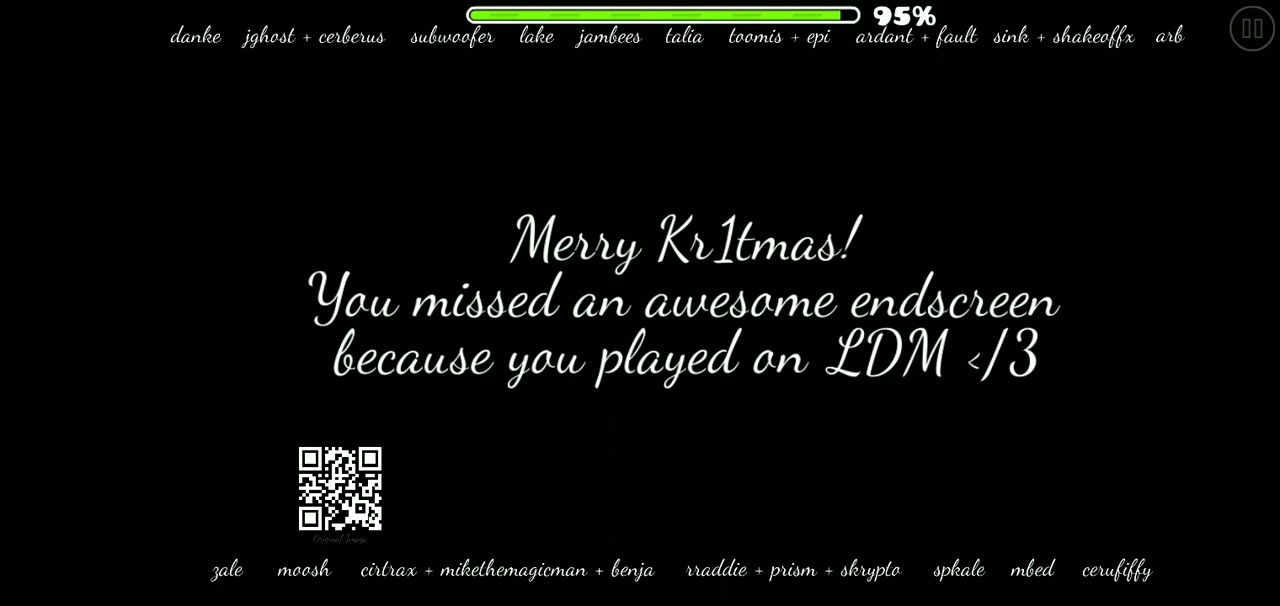 95%
danke jghost + cerberus subwoofer lake jambees talia toomis + epi ardant + fault sink + shakeoffx arb
Merry Kr1tmas!
You missed an awesome endscreen
because you played on LDM </3
Original Image
zale moosh cirtrax + mikethemagicman + benja rraddie + prism + skrypto spkale mbed cerufiffy